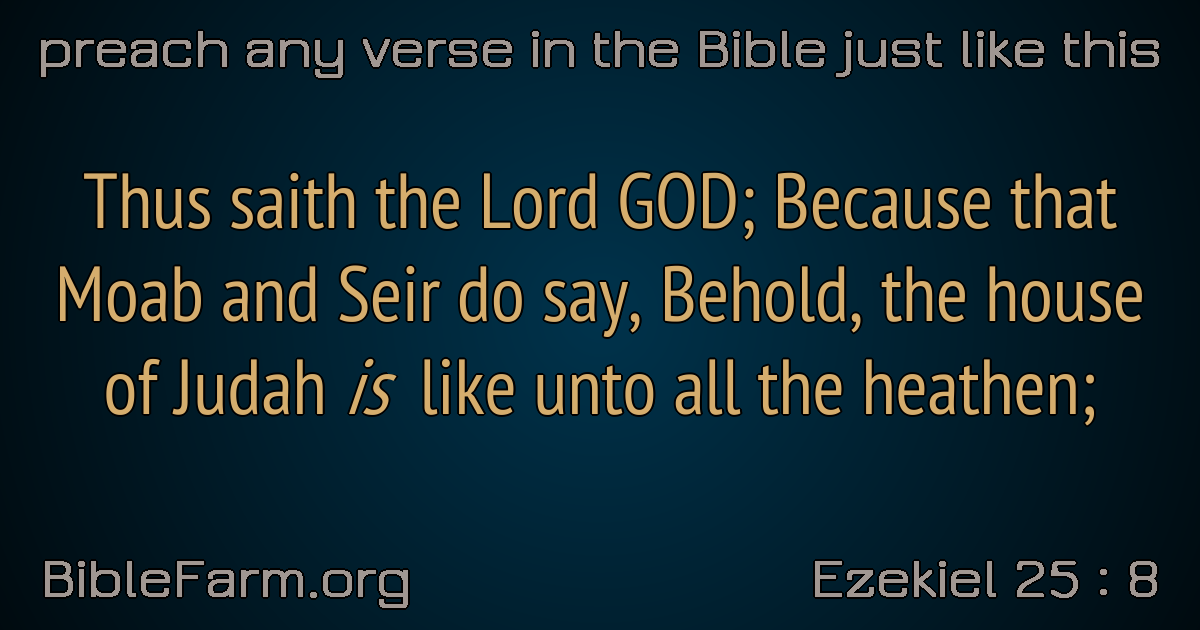 preach any verse in the Bible just like this
Thus saith the Lord GOD; Because that
Moab and Seir do say, Behold, the house
of Judah is like unto all the heathen;
BibleFarm.org
Ezekiel 25 : 8